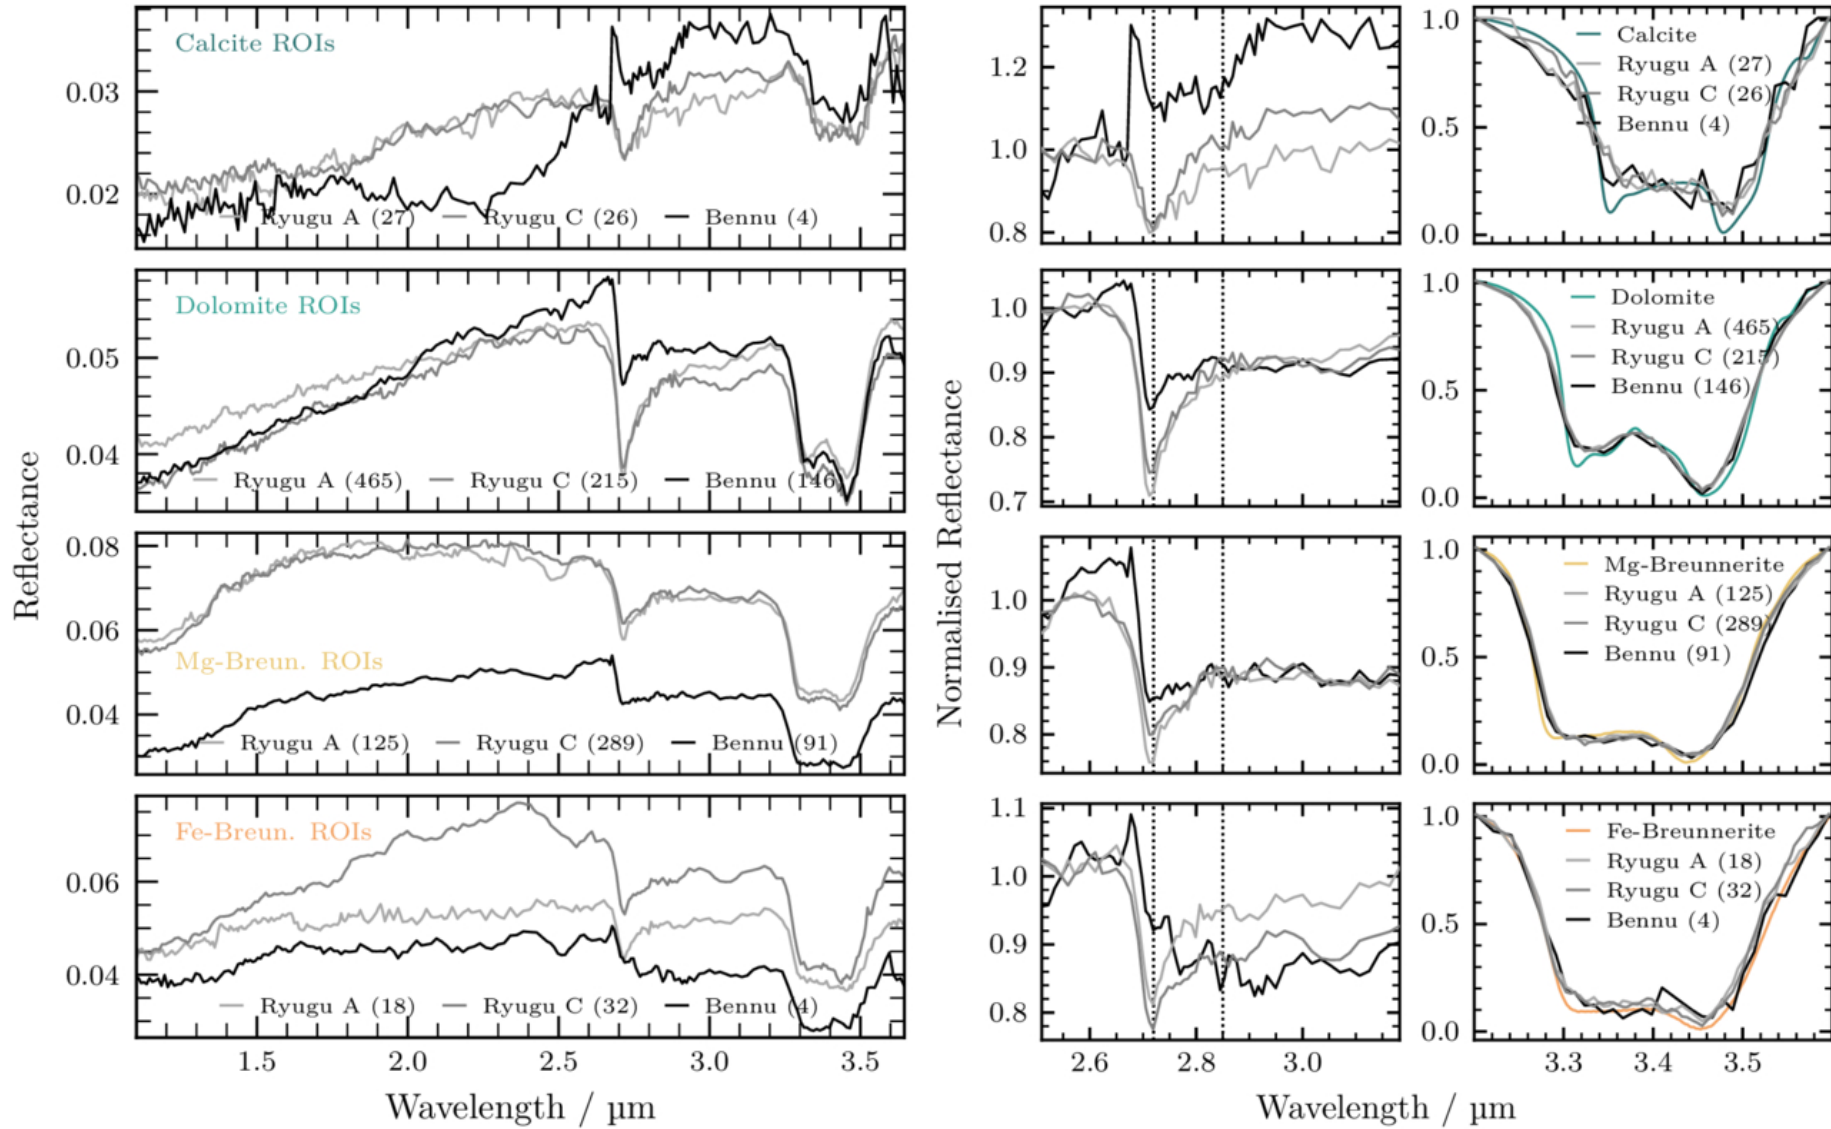 Calcite ROIs
0.03
0.02
Ryugu A (27) Ryugu C (26) Bennu (4)
Dolomite ROIs
0.05
0.04
Ryugu A (465) Ryugu C (215) Bennu (146)
0.08
0.06
0.04
Mg-Breun. ROIs
Ryugu A (125) Ryugu C (289) Bennu (91)
Fe-Breun. ROIs
0.06
0.04
Ryugu A (18) Ryugu C (32) Bennu (4)
1.5 2.0 2.5 3.0 3.5
Wavelength / μm
Reflectance
Normalised Reflectance
1.2
1.0
0.8
1.0
0.9
0.8
0.7
1.0
0.9
0.8
1.1
1.0
0.9
0.8
2.6 2.8 3.0
1.0
0.5
0.0
Calcite
Ryugu A (27)
Ryugu C (26)
Bennu (4)
1.0
0.5
0.0
Dolomite
Ryugu A (465)
Ryugu C (215)
Bennu (146)
1.0
0.5
0.0
Mg-Breunnerite
Ryugu A (125)
Ryugu C (289)
Bennu (91)
1.0
0.5
0.0
Fe-Breunnerite
Ryugu A (18)
Ryugu C (32)
Bennu (4)
3.3 3.4 3.5
Wavelength / μm